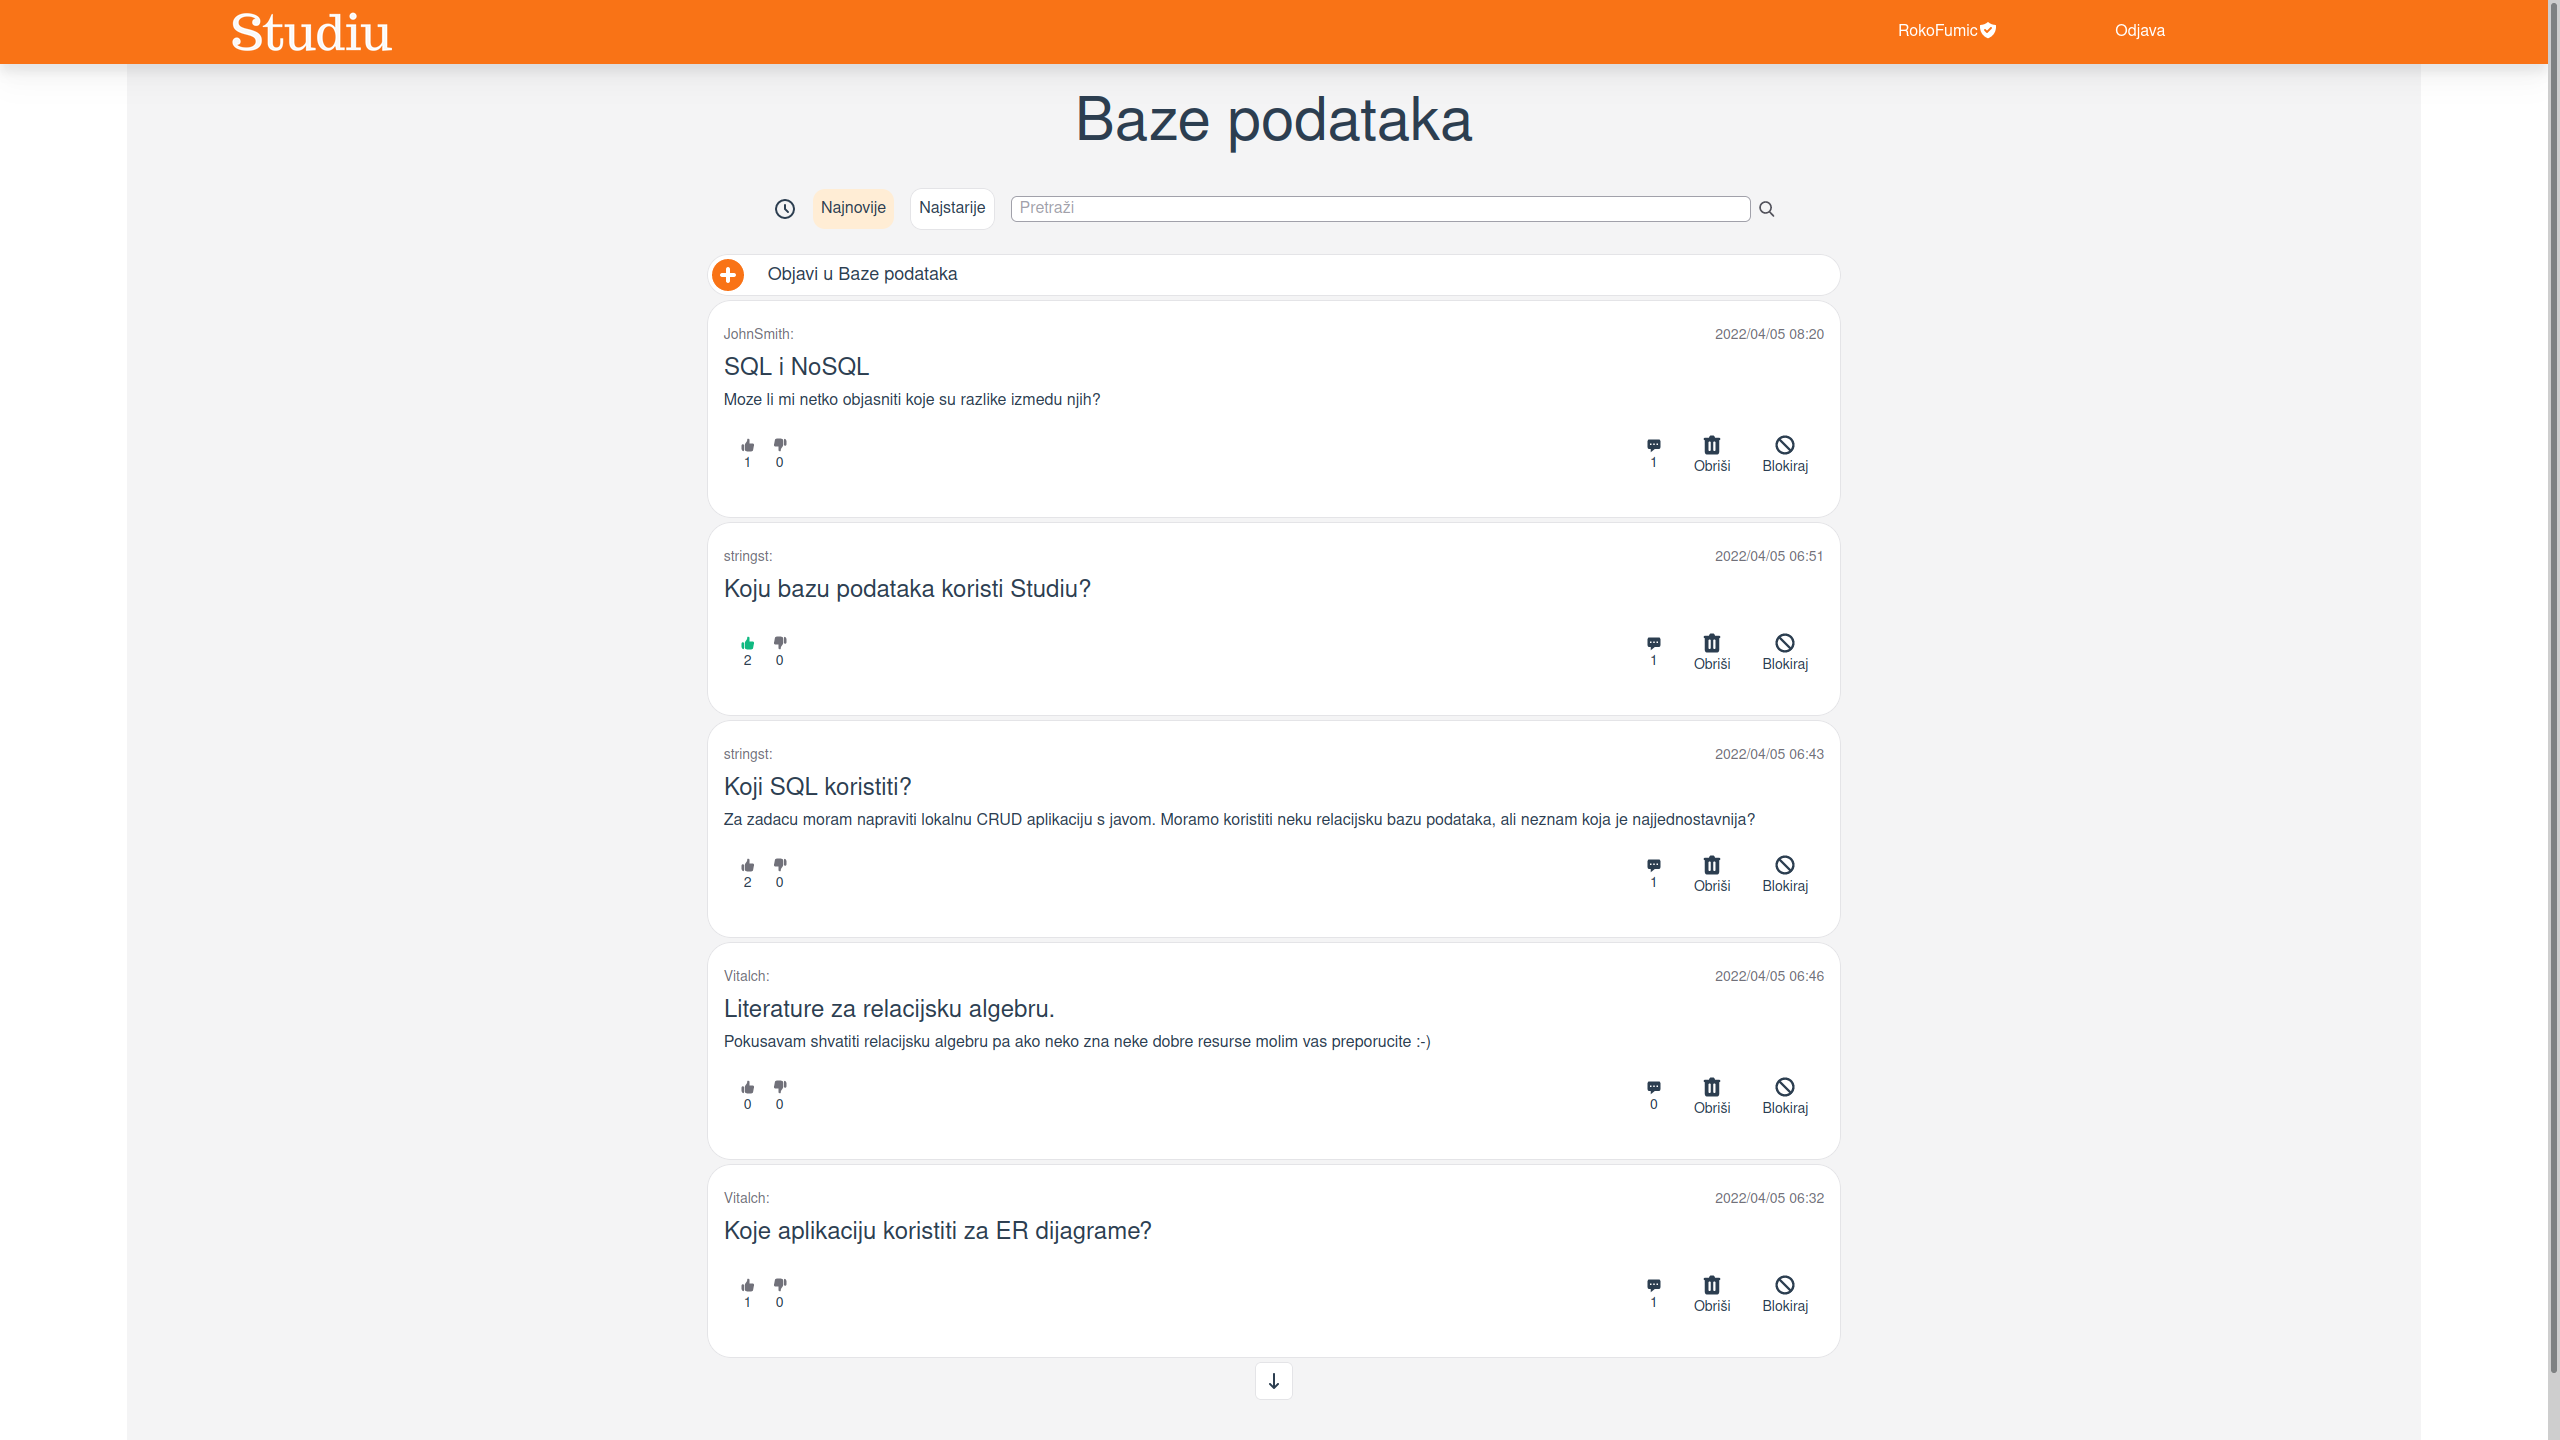 Studiu
RokoFumic
Odjava
Baze podataka
Najnovije
Najstarije
Pretraži
Objavi u Baze podataka
JohnSmith:
2022/04/05 08:20
SQL i NoSQL
Moze li mi netko objasniti koje su razlike izmedu njih?
1
0
1
Obriši
Blokiraj
stringst:
2022/04/05 06:51
Koju bazu podataka koristi Studiu?
2
0
1
Obriši
Blokiraj
stringst:
2022/04/05 06:43
Koji SQL koristiti?
Za zadacu moram napraviti lokalnu CRUD aplikaciju s javom. Moramo koristiti neku relacijsku bazu podataka, ali neznam koja je najjednostavnija?
2
0
1
Obriši
Blokiraj
Vitalch:
2022/04/05 06:46
Literature za relacijsku algebru.
Pokusavam shvatiti relacijsku algebru pa ako neko zna neke dobre resurse molim vas preporucite :-)
0
0
0
Obriši
Blokiraj
Vitalch:
2022/04/05 06:32
Koje aplikaciju koristiti za ER dijagrame?
1
0
1
Obriši
Blokiraj